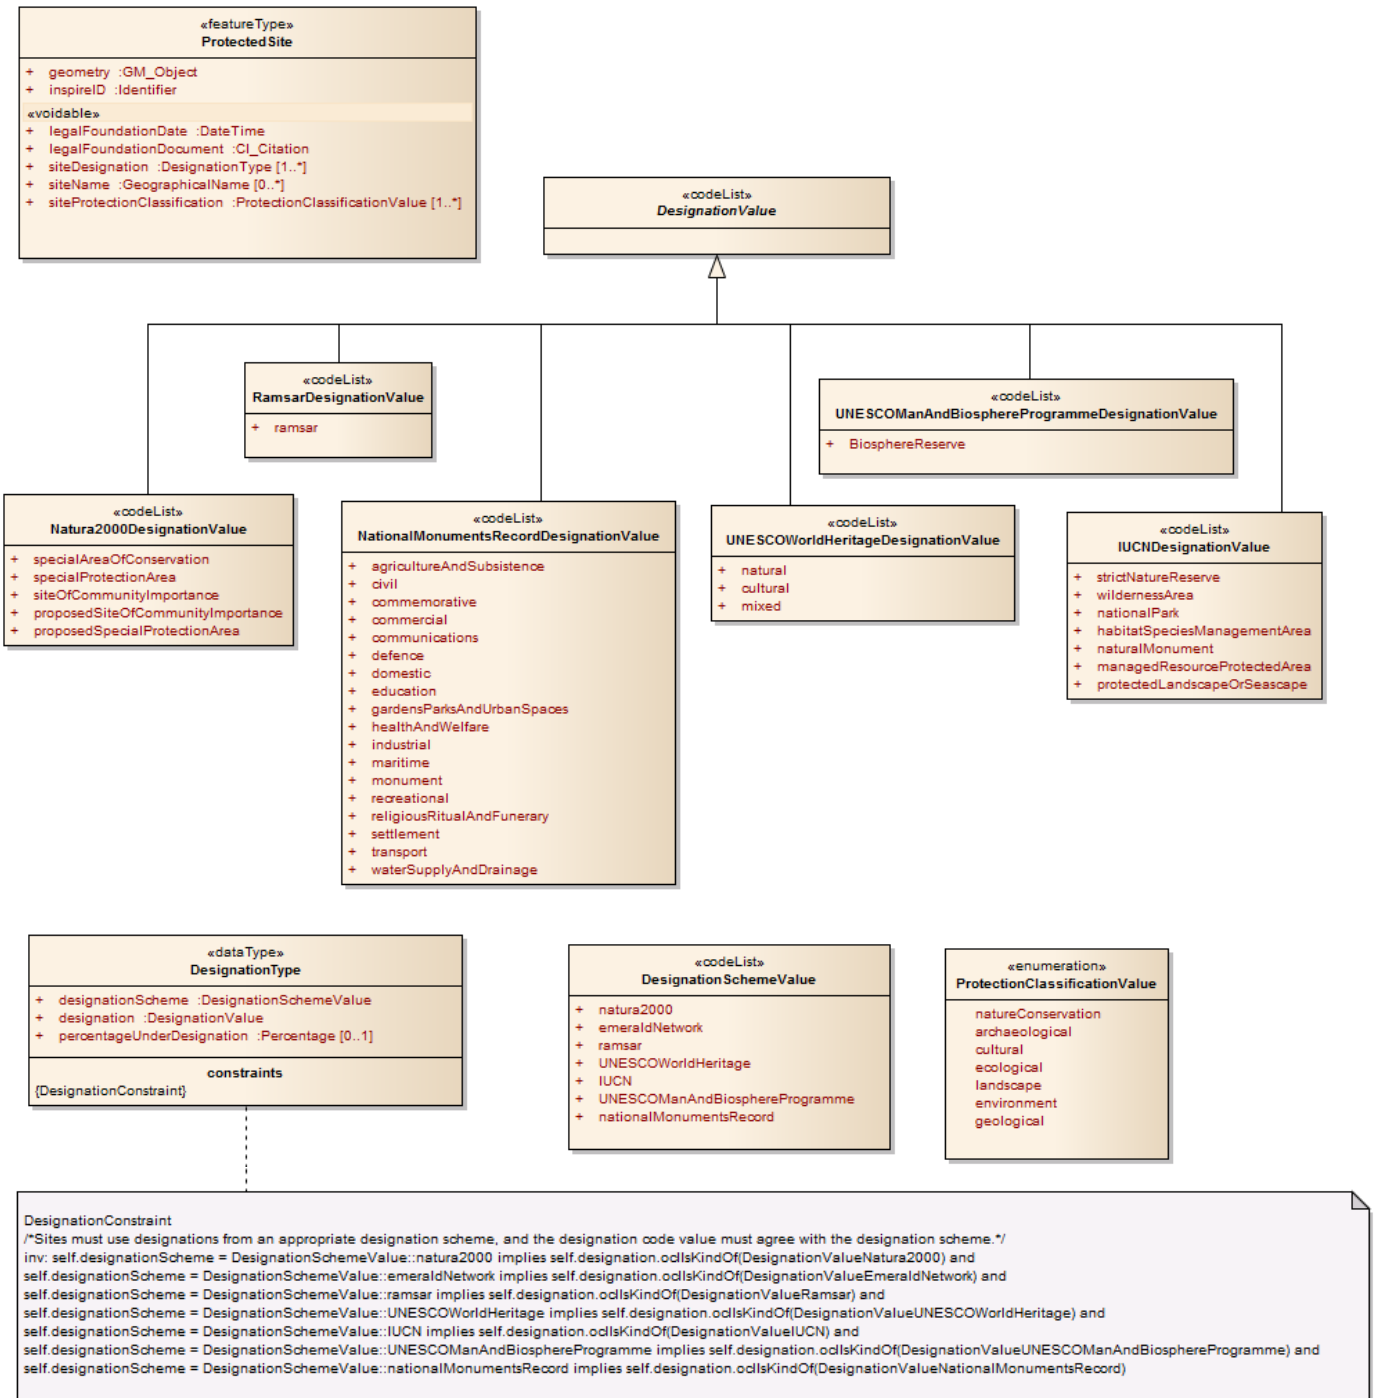 «featureType»
ProtectedSite
+ geometry :GM_Object
+ inspireID :Identifier
«voidable»
+ legalFoundationDate :DateTime
+ legalFoundationDocument :CI_Citation
+ siteDesignation :DesignationType [1..*]
+ siteName :GeographicalName [0..*]
+ siteProtectionClassification :ProtectionClassificationValue [1..*]
«codeList»
DesignationValue
«codeList»
RamsarDesignationValue
+ ramsar
«codeList»
UNESCOManAndBiosphereProgrammeDesignationValue
+ BiosphereReserve
«codeList»
Natura2000DesignationValue
+ specialAreaOfConservation
+ specialProtectionArea
+ siteOfCommunityImportance
+ proposedSiteOfCommunityImportance
+ proposedSpecialProtectionArea
«codeList»
NationalMonumentsRecordDesignationValue
+ agricultureAndSubsistence
+ civil
+ commemorative
+ commercial
+ communications
+ defence
+ domestic
+ education
+ gardensParksAndUrbanSpaces
+ healthAndWelfare
+ industrial
+ maritime
+ monument
+ recreational
+ religiousRitualAndFunerary
+ settlement
+ transport
+ waterSupplyAndDrainage
«codeList»
UNESCOWorldHeritageDesignationValue
+ natural
+ cultural
+ mixed
«codeList»
IUCNDesignationValue
+ strictNatureReserve
+ wildernessArea
+ nationalPark
+ habitatSpeciesManagementArea
+ naturalMonument
+ managedResourceProtectedArea
+ protectedLandscapeOrSeascape
«dataType»
DesignationType
+ designationScheme :DesignationSchemeValue
+ designation :DesignationValue
+ percentageUnderDesignation :Percentage [0..1]
constraints
{DesignationConstraint}
«codeList»
DesignationSchemeValue
+ natura2000
+ emeraldNetwork
+ ramsar
+ UNESCOWorldHeritage
+ IUCN
+ UNESCOManAndBiosphereProgramme
+ nationalMonumentsRecord
«enumeration»
ProtectionClassificationValue
natureConservation
archaeological
cultural
ecological
landscape
environment
geological
DesignationConstraint
/*Sites must use designations from an appropriate designation scheme, and the designation code value must agree with the designation scheme.*/
inv: self.designationScheme = DesignationSchemeValue::natura2000 implies self.designation.oclIsKindOf(DesignationValueNatura2000) and
self.designationScheme = DesignationSchemeValue::emeraldNetwork implies self.designation.oclIsKindOf(DesignationValueEmeraldNetwork) and
self.designationScheme = DesignationSchemeValue::ramsar implies self.designation.oclIsKindOf(DesignationValueRamsar) and
self.designationScheme = DesignationSchemeValue::UNESCOWorldHeritage implies self.designation.oclIsKindOf(DesignationValueUNESCOWorldHeritage) and
self.designationScheme = DesignationSchemeValue::IUCN implies self.designation.oclIsKindOf(DesignationValueIUCN) and
self.designationScheme = DesignationSchemeValue::UNESCOManAndBiosphereProgramme implies self.designation.oclIsKindOf(DesignationValueUNESCOManAndBiosphereProgramme) and
self.designationScheme = DesignationSchemeValue::nationalMonumentsRecord implies self.designation.oclIsKindOf(DesignationValueNationalMonumentsRecord)